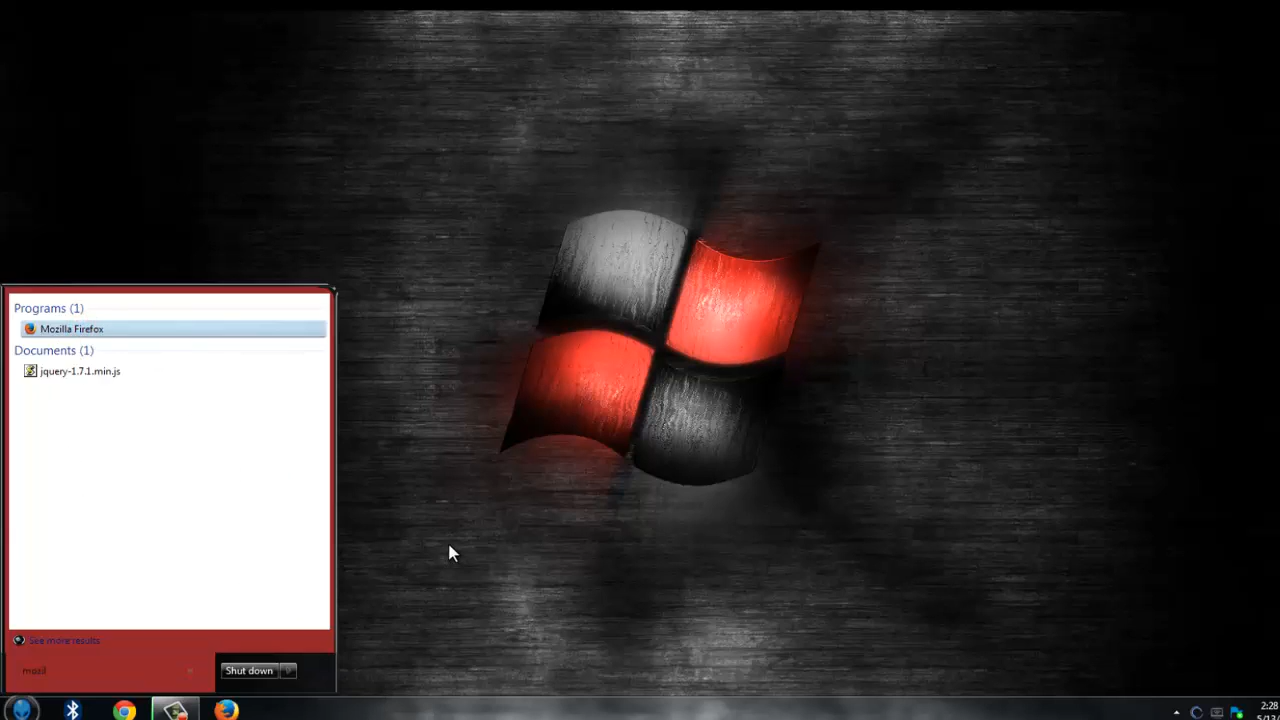 Programs (1)
Mozilla Firefox
Documents (1)
jquery-1.7.1.min.js
See more results
mozil
Shut down
2:28